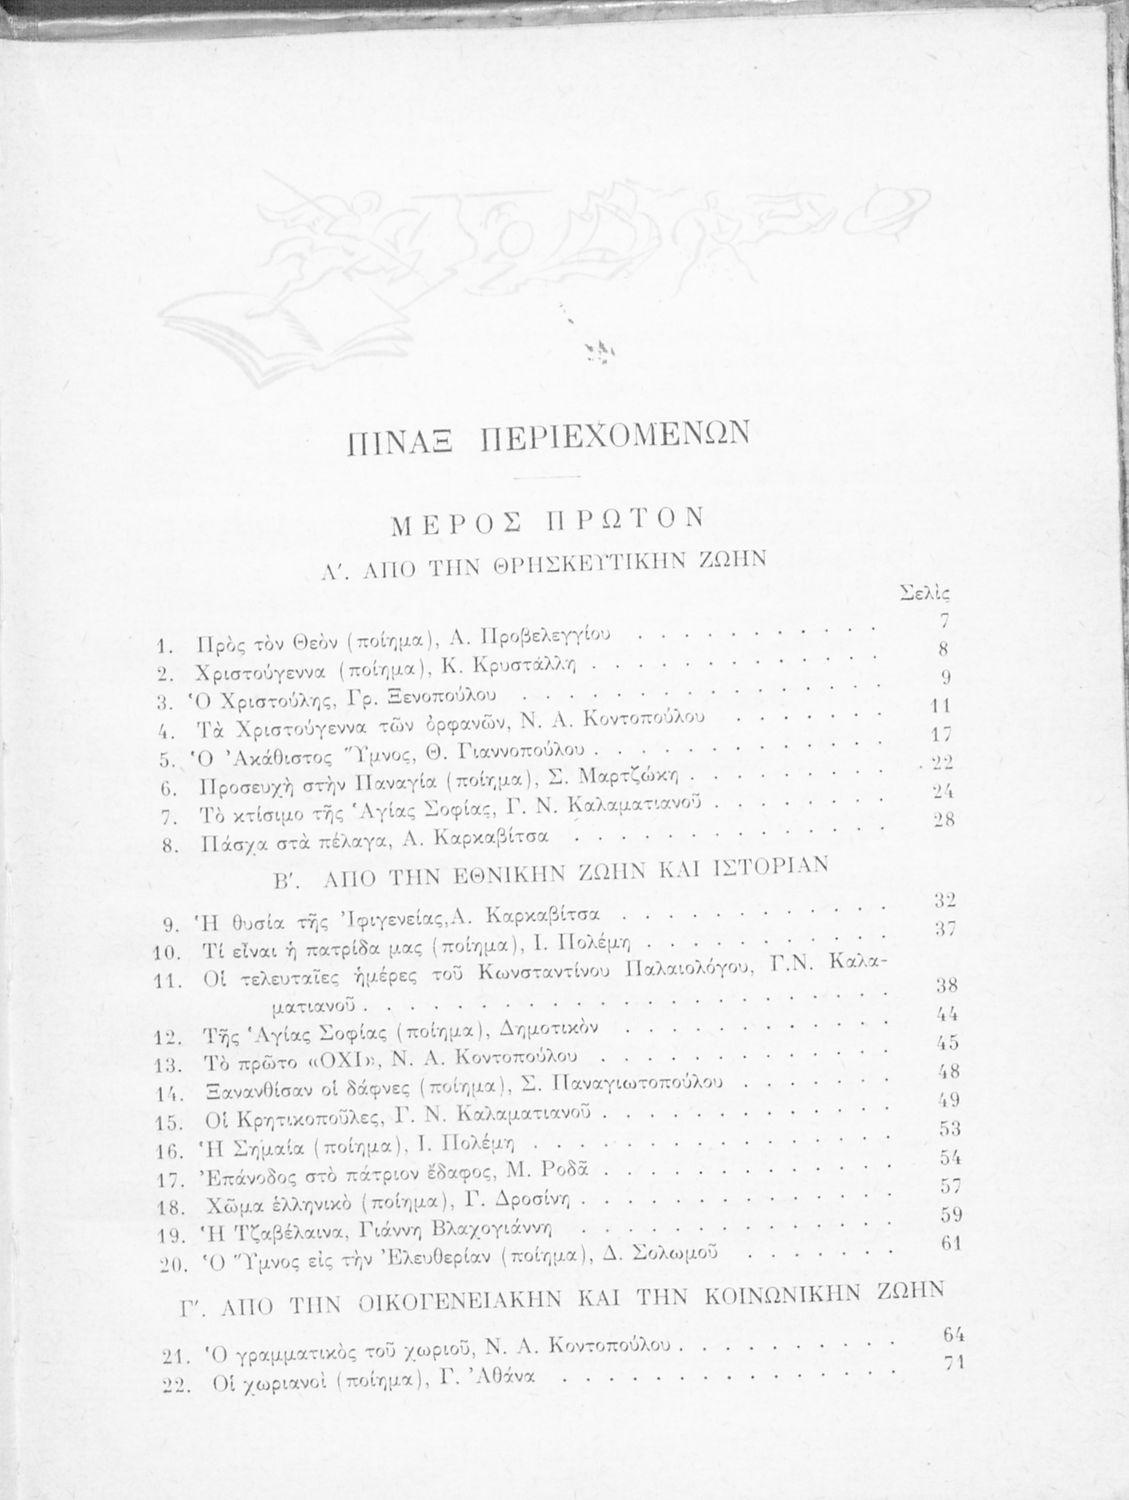 ΠΙΝΑΞ ΠΕΡΙΕΧΟΜΕΝΩΝ
ΜΕΡΟΣ ΠΡΩΤΟΝ
Α′. ΑΠΟ ΤΗΝ ΘΡΗΣΚΕΥΤΙΚΗΝ ΖΩΗΝ
Σελὶς
1. Πρὸς τὸν Θεὸν (ποίημα), Α. Προβελεγγίου . . . . . . . . . . . 7
2. Χριστούγεννα (ποίημα), Κ. Κρυστάλλη . . . . . . . . . . . . . 8
3. Ὁ Χριστούλης, Γρ. Ξενοπούλου . . . . . . . . . . . . . . . . 9
4. Τὰ Χριστούγεννα τῶν ὀρφανῶν, Ν. Α. Κοντοπούλου . . . . . . . 11
5. Ὁ Ἀκάθιστος Ὕμνος, Θ. Γιαννοπούλου . . . . . . . . . . . . . 17
6. Προσευχὴ στὴν Παναγία (ποίημα), Σ. Μαρτζώκη . . . . . . . . . . 22
7. Τὸ κτίσιμο τῆς Ἁγίας Σοφίας, Γ. Ν. Καλαματιανοῦ . . . . . . . . 24
8. Πάσχα στὰ πέλαγα, Α. Καρκαβίτσα . . . . . . . . . . . . . . 28
Β′. ΑΠΟ ΤΗΝ ΕΘΝΙΚΗΝ ΖΩΗΝ ΚΑΙ ΙΣΤΟΡΙΑΝ
9. Ἡ θυσία τῆς Ἰφιγενείας,Α. Καρκαβίτσα . . . . . . . . . . . . 32
10. Τί εἶναι ἡ πατρίδα μας (ποίημα), Ι. Πολέμη . . . . . . . . . . . 37
11. Οἱ τελευταῖες ἡμέρες τοῦ Κωνσταντίνου Παλαιολόγου, Γ.Ν. Καλα-
ματιανοῦ . . . . . . . . . . . . . . . . . . . . . . . 38
12. Τῆς Ἁγίας Σοφίας (ποίημα), Δημοτικὸν . . . . . . . . . . . . 44
13. Τὸ πρῶτο «ΟΧΙ», Ν. Α. Κοντοπούλου . . . . . . . . . . . . . 45
14. Ξανανθίσαν οἱ δάφνες (ποίημα), Σ. Παναγιωτοπούλου . . . . . . . 48
15. Οἱ Κρητικοποῦλες, Γ. Ν. Καλαματιανοῦ . . . . . . . . . . . . . 49
16. Ἡ Σημαία (ποίημα), Ι. Πολέμη . . . . . . . . . . . . . . . . 53
17. Ἐπάνοδος στὸ πάτριον ἔδαφος, Μ. Ροδᾶ . . . . . . . . . . . . . 54
18. Χῶμα ἑλληνικὸ (ποίημα), Γ. Δροσίνη . . . . . . . . . . . . . . 57
19. Ἡ Τζαβέλαινα, Γιάννη Βλαχογιάννη . . . . . . . . . . . . . . 59
20. Ὁ Ὕμνος εἰς τὴν Ἐλευθερίαν (ποίημα), Δ. Σολωμοῦ . . . . . . . 61
Γ′. ΑΠΟ ΤΗΝ ΟΙΚΟΓΕΝΕΙΑΚΗΝ ΚΑΙ ΤΗΝ ΚΟΙΝΩΝΙΚΗΝ ΖΩΗΝ
21. Ὁ γραμματικὸς τοῦ χωριοῦ, Ν. Α. Κοντοπούλου . . . . . . . . . . 64
22. Οἱ χωριανοὶ (ποίημα), Γ. Ἀθάνα . . . . . . . . . . . . . . . 71